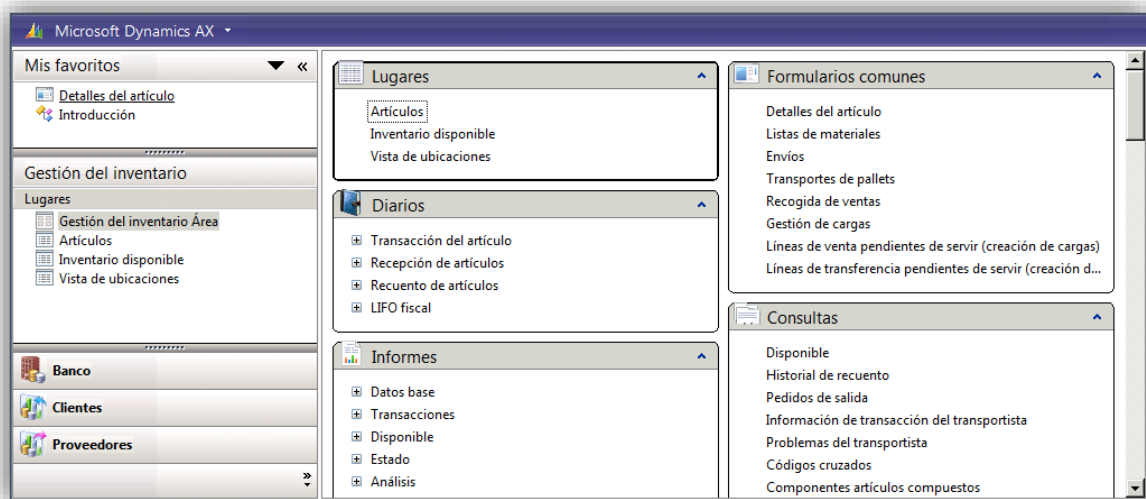 Microsoft Dynamics AX
Mis favoritos
Detalles del artículo
Introducción
Gestión del inventario
Lugares
Gestión del inventario Área
Artículos
Inventario disponible
Vista de ubicaciones
Banco
Clientes
Proveedores
Lugares
Artículos
Inventario disponible
Vista de ubicaciones
Diarios
Transacción del artículo
Recepción de artículos
Recuento de artículos
LIFO fiscal
Informes
Datos base
Transacciones
Disponible
Estado
Análisis
Formularios comunes
Detalles del artículo
Listas de materiales
Envíos
Transportes de pallets
Recogida de ventas
Gestión de cargas
Líneas de venta pendientes de servir (creación de cargas)
Líneas de transferencia pendientes de servir (creación d...
Consultas
Disponible
Historial de recuento
Pedidos de salida
Información de transacción del transportista
Problemas del transportista
Códigos cruzados
Componentes artículos compuestos